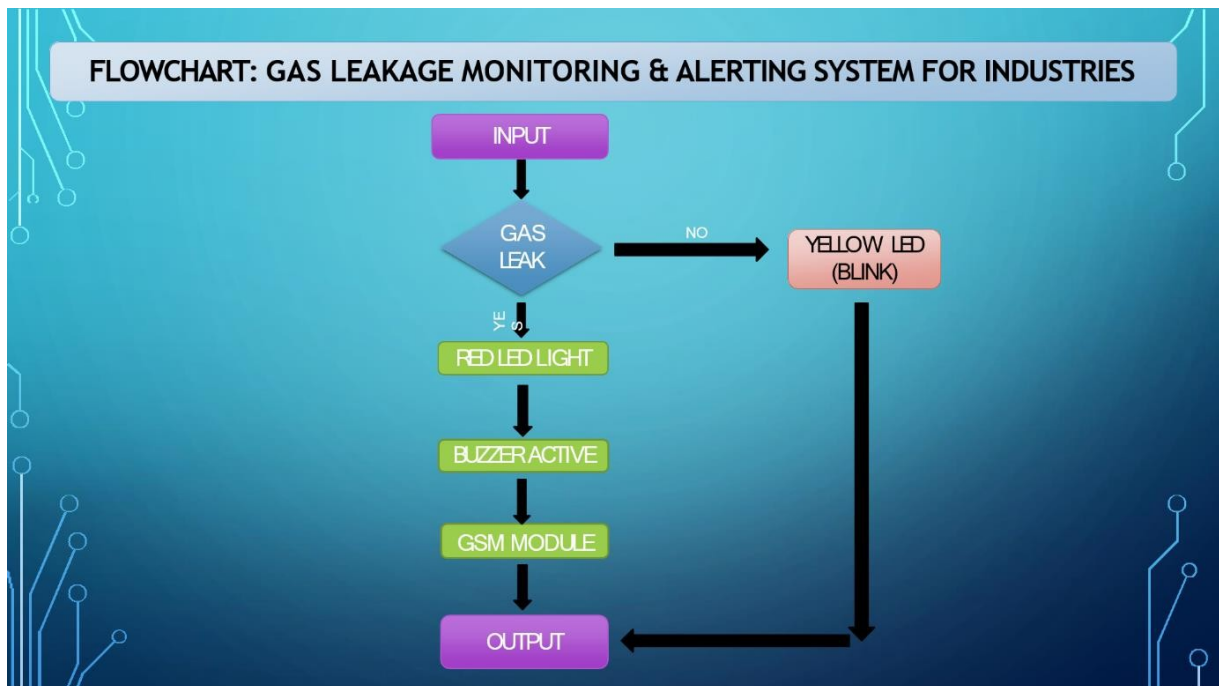 FLOWCHART: GAS LEAKAGE MONITORING & ALERTING SYSTEM FOR INDUSTRIES
INPUT
GAS
LEAK
NO
YELLOW LED
(BLINK)
YE
S
RED LED LIGHT
BUZZER ACTIVE
GSM MODULE
OUTPUT